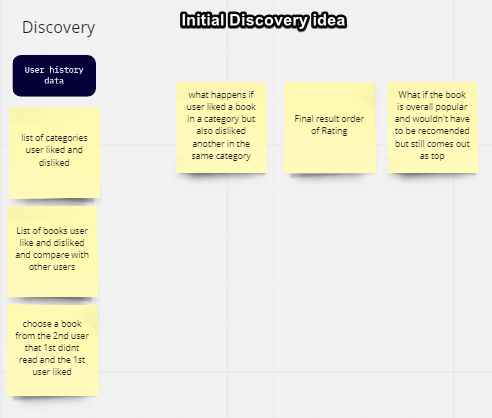 Discovery
Initial Discovery idea
User history
data
list of categories
user liked and
disliked
List of books user
like and disliked
and compare with
other users
choose a book
from the 2nd user
that 1st didnt
read and the 1st
user liked
what happens if
user liked a book
in a category but
also disliked
another in the
same category
Final result order
of Rating
What if the book
is overall popular
and wouldn't have
to be recomended
but still comes out
as top